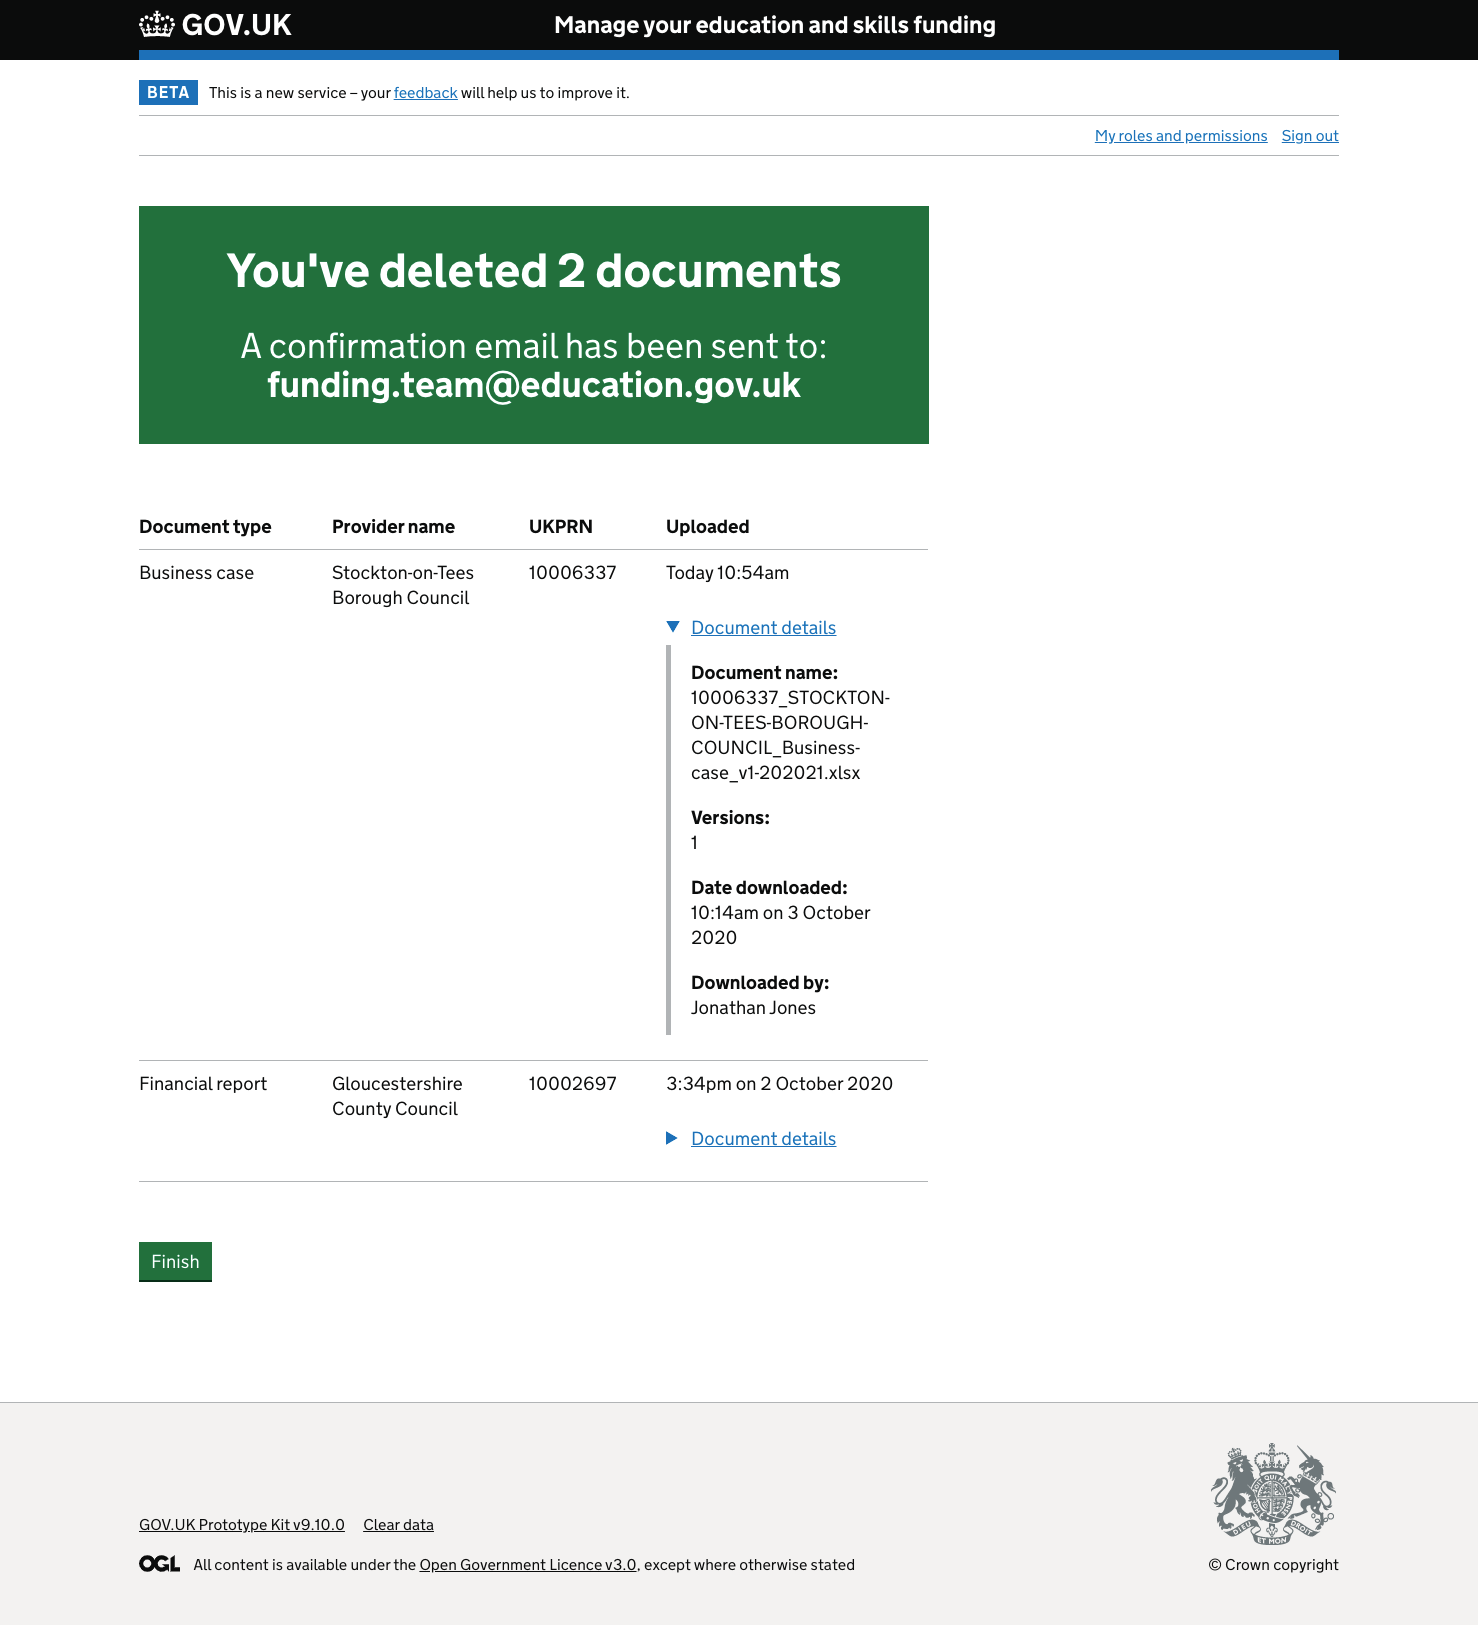 GOV.UK
Manage your education and skills funding
BETA This is a new service – your feedback will help us to improve it.
My roles and permissions Sign out
You've deleted 2 documents
A confirmation email has been sent to:
funding.team@education.gov.uk
Document type Provider name UKPRN Uploaded
Business case Stockton-on-Tees 10006337 Today 10:54am
Borough Council
Document details
Document name:
10006337_STOCKTON-
ON-TEES-BOROUGH-
COUNCIL_Business-
case_v1-202021.xlsx
Versions:
1
Date downloaded:
10:14am on 3 October
2020
Downloaded by:
Jonathan Jones
Financial report Gloucestershire 10002697 3:34pm on 2 October 2020
County Council
Document details
Finish
GOV.UK Prototype Kit v9.10.0 Clear data
OGL All content is available under the Open Government Licence v3.0, except where otherwise stated
DIEU ET MON DROIT
© Crown copyright